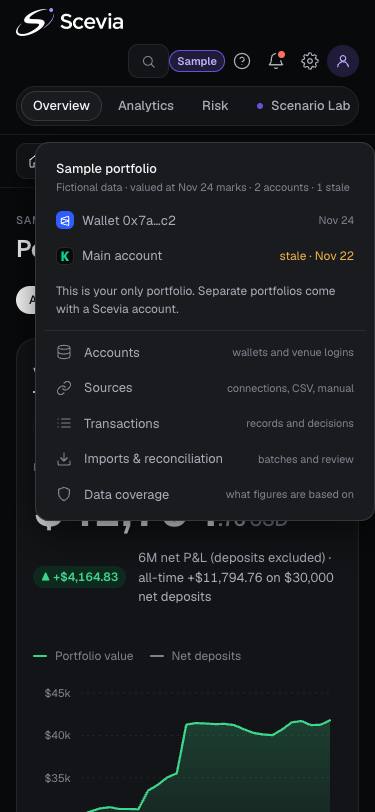 Scevia
Sample
Overview Analytics Risk Scenario Lab
Sample portfolio
Fictional data · valued at Nov 24 marks · 2 accounts · 1 stale
Wallet 0x7a…c2 Nov 24
Main account stale · Nov 22
This is your only portfolio. Separate portfolios come
with a Scevia account.
Accounts wallets and venue logins
Sources connections, CSV, manual
Transactions records and decisions
Imports & reconciliation batches and review
Data coverage what figures are based on
+$4,164.83
6M net P&L (deposits excluded) ·
all-time +$11,794.76 on $30,000
net deposits
Portfolio value Net deposits
$45k
$40k
$35k